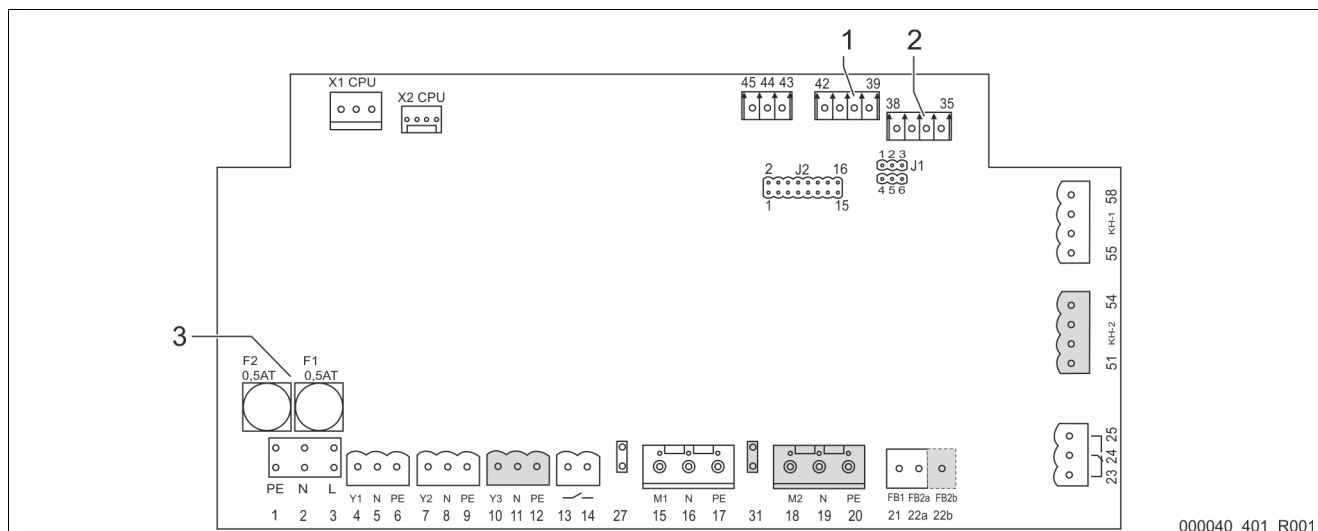 1 2
X1 CPU
X2 CPU
45 44 43
42 39
38 35
1 2 3
J1
4 5 6
2 J2 16
1 15
58
KH-1
55
54
KH-2
51
25
24
23
3
F2 F1
0,5AT 0,5AT
PE N L
Y1 N PE Y2 N PE Y3 N PE M1 N PE M2 N PE FB1 FB2a FB2b
1 2 3 4 5 6 7 8 9 10 11 12 13 14 27 15 16 17 31 18 19 20 21 22a 22b
000040_401_R001